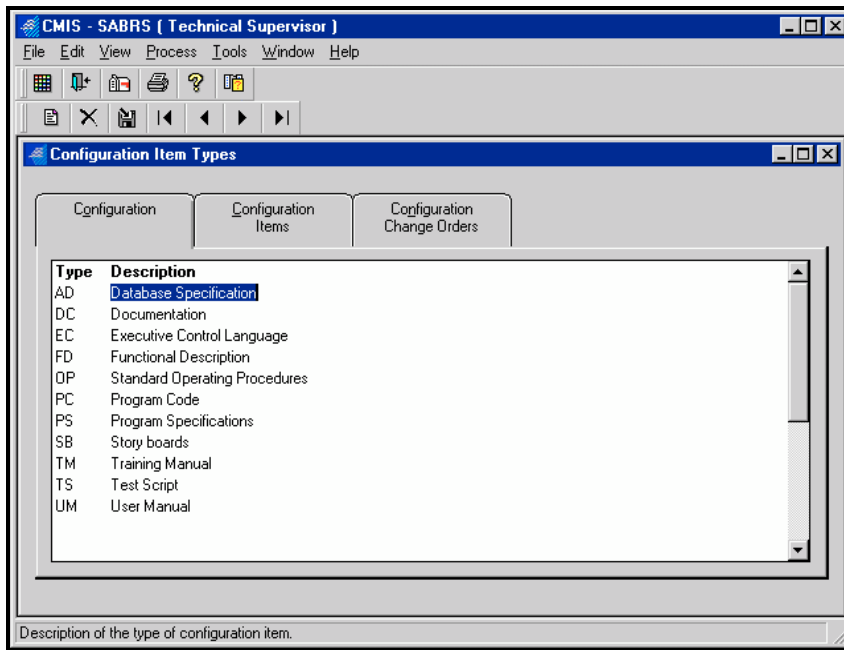 CMIS - SABRS ( Technical Supervisor )
File Edit View Process Tools Window Help
Configuration Item Types
Configuration
Configuration
Items
Configuration
Change Orders
Type Description
AD Database Specification
DC Documentation
EC Executive Control Language
FD Functional Description
OP Standard Operating Procedures
PC Program Code
PS Program Specifications
SB Story boards
TM Training Manual
TS Test Script
UM User Manual
Description of the type of configuration item.